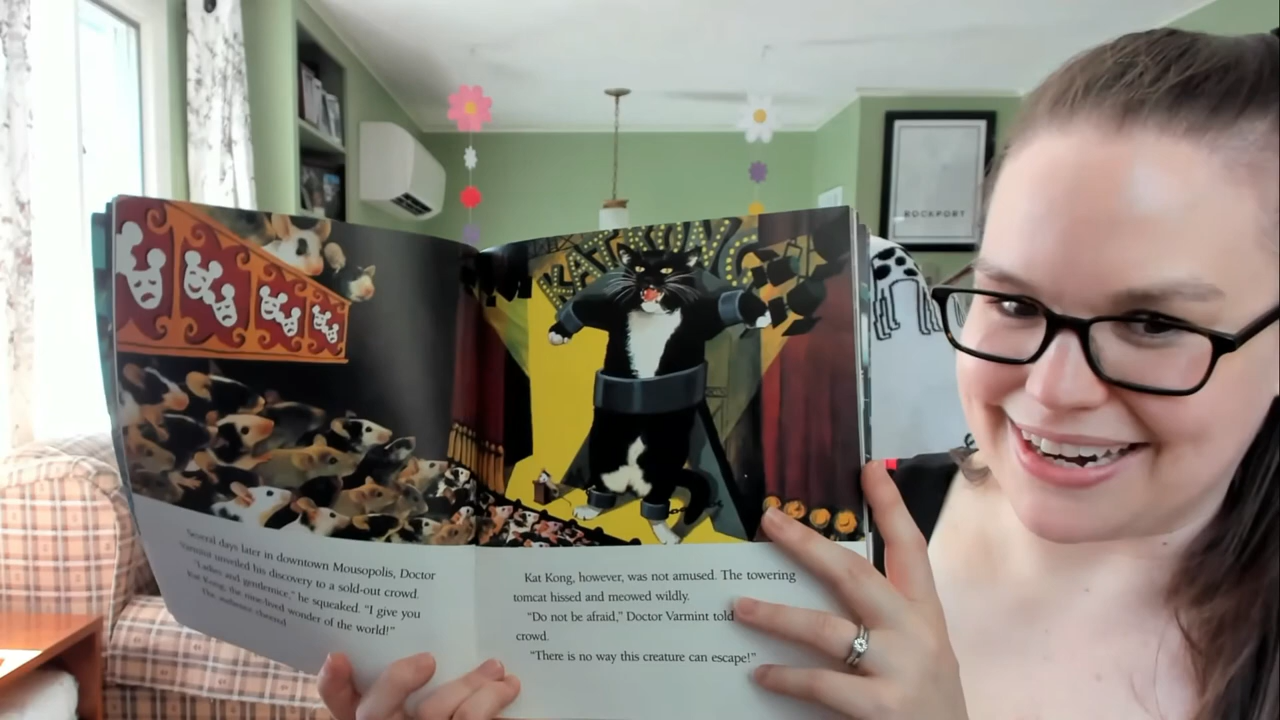 ROCKPORT
KAT KONG
Several days later in downtown Mousopolis, Doctor
Varmint unveiled his discovery to a sold-out crowd.
"Ladies and gentlemice," he squeaked. "I give you
Kat Kong, the nine-lived wonder of the world!"
The audience cheered.
Kat Kong, however, was not amused. The towering
tomcat hissed and meowed wildly.
"Do not be afraid," Doctor Varmint told
crowd.
"There is no way this creature can escape!"